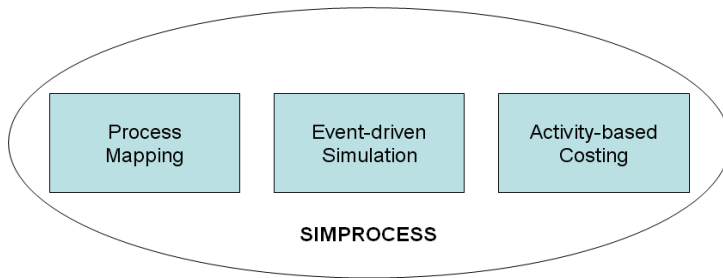 Process
Mapping
Event-driven
Simulation
Activity-based
Costing
SIMPROCESS